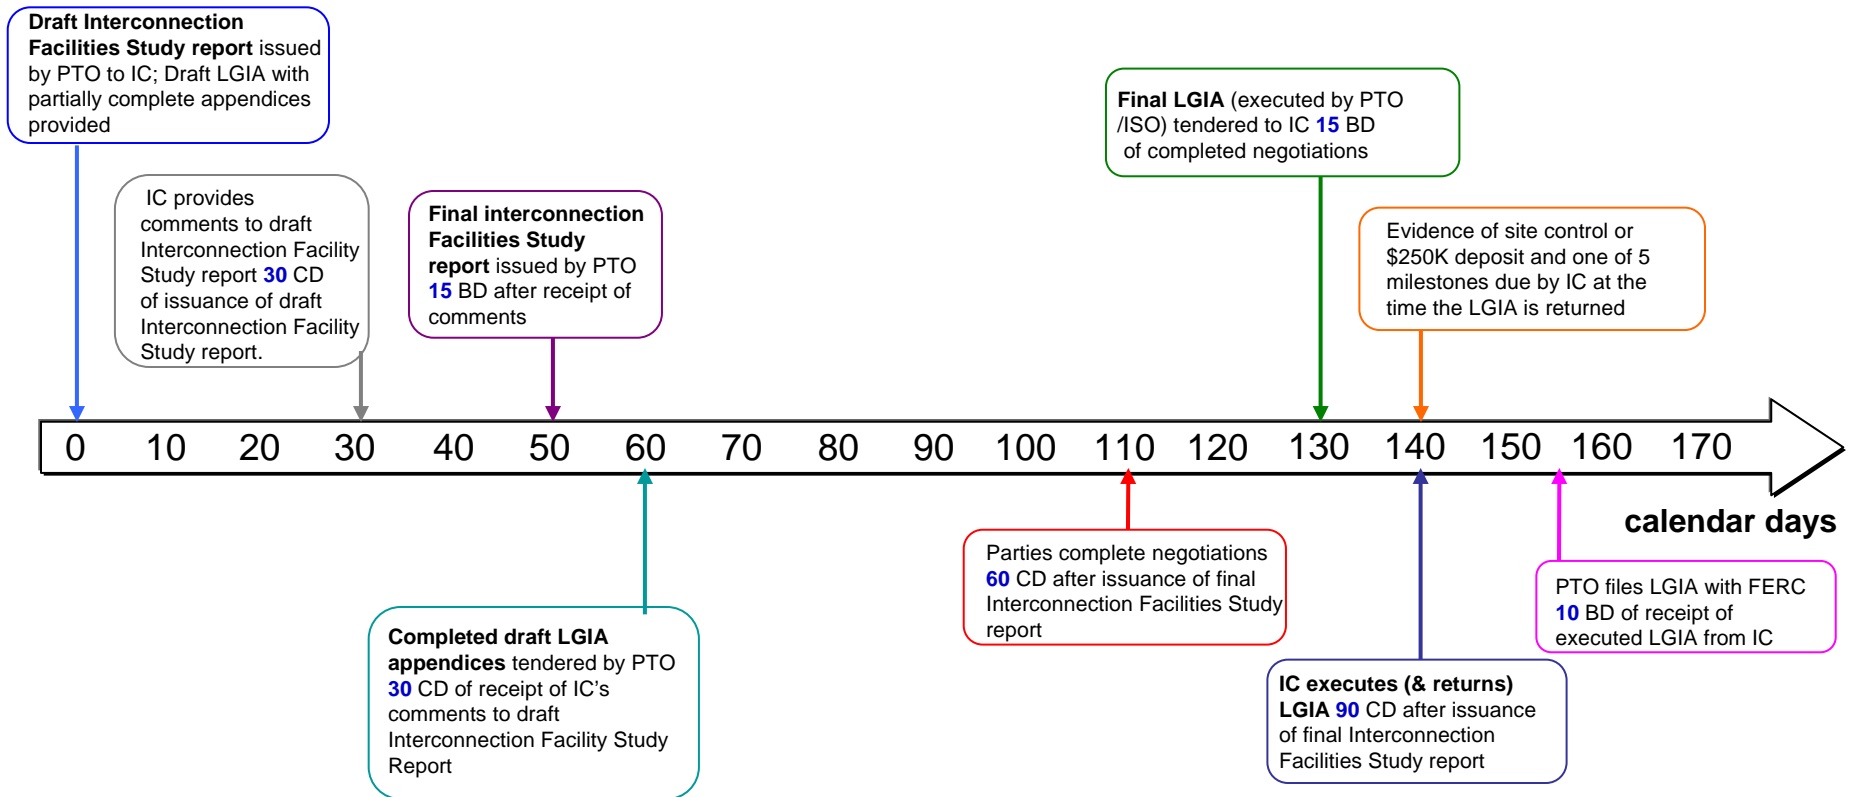 Draft Interconnection
Facilities Study report issued
by PTO to IC; Draft LGIA with
partially complete appendices
provided
IC provides
comments to draft
Interconnection Facility
Study report 30 CD
of issuance of draft
Interconnection Facility
Study report.
Final interconnection
Facilities Study
report issued by PTO
15 BD after receipt of
comments
Final LGIA (executed by PTO
/ISO) tendered to IC 15 BD
of completed negotiations
Evidence of site control or
$250K deposit and one of 5
milestones due by IC at the
time the LGIA is returned
0 10 20 30 40 50 60 70 80 90 100 110 120 130 140 150 160 170
calendar days
Completed draft LGIA
appendices tendered by PTO
30 CD of receipt of IC's
comments to draft
Interconnection Facility Study
Report
Parties complete negotiations
60 CD after issuance of final
Interconnection Facilities Study
report
IC executes (& returns)
LGIA 90 CD after issuance
of final Interconnection
Facilities Study report
PTO files LGIA with FERC
10 BD of receipt of
executed LGIA from IC